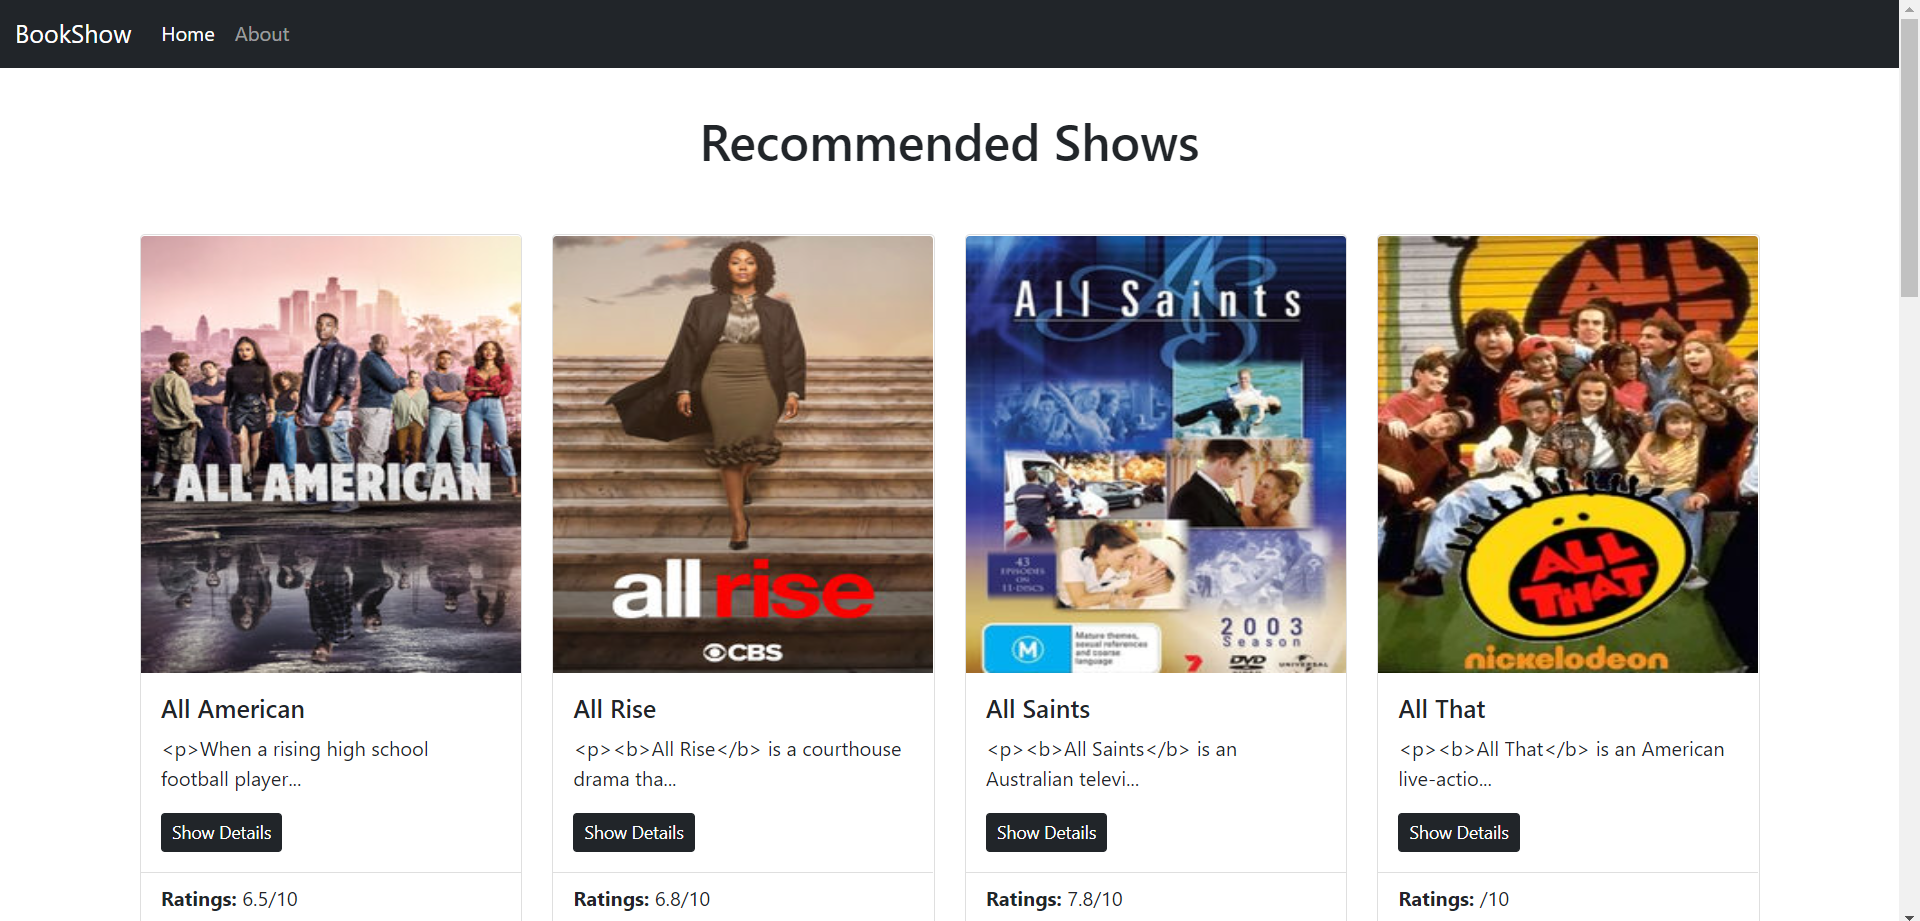 BookShow Home About
Recommended Shows
ALL AMERICAN
all rise
CBS
All Saints
43
EPISODES
ON
11-DISCS
2003
Season
M
Mature themes,
sexual references
and coarse
language
7
DVD
UNIVERSAL
ALL
ALL
THAT
nickelodeon
All American
<p>When a rising high school
football player...
Show Details
Ratings: 6.5/10
All Rise
<p><b>All Rise</b> is a courthouse
drama tha...
Show Details
Ratings: 6.8/10
All Saints
<p><b>All Saints</b> is an
Australian televi...
Show Details
Ratings: 7.8/10
All That
<p><b>All That</b> is an American
live-actio...
Show Details
Ratings: /10